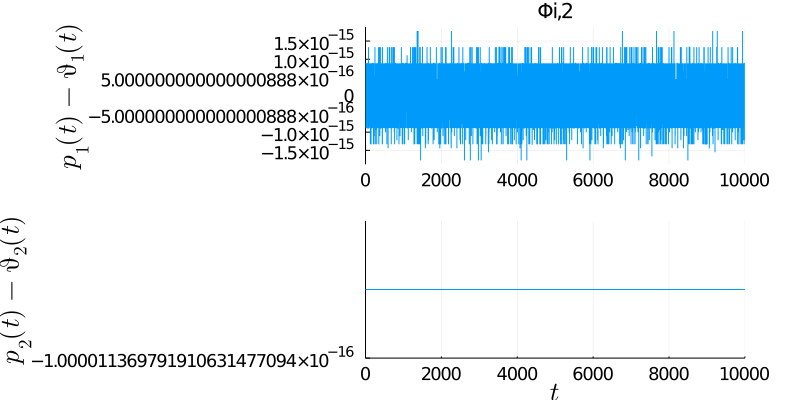 Φi,2
p₁(t) − ϑ₁(t)
1.5×10⁻¹⁵
1.0×10⁻¹⁵
5.0000000000000000888×10⁻¹⁶
0
−5.0000000000000000888×10⁻¹⁶
−1.0×10⁻¹⁵
−1.5×10⁻¹⁵
0 2000 4000 6000 8000 10000
p₂(t) − ϑ₂(t)
−1.0000113697919106314770​94×10⁻¹⁶
0 2000 4000 6000 8000 10000
t